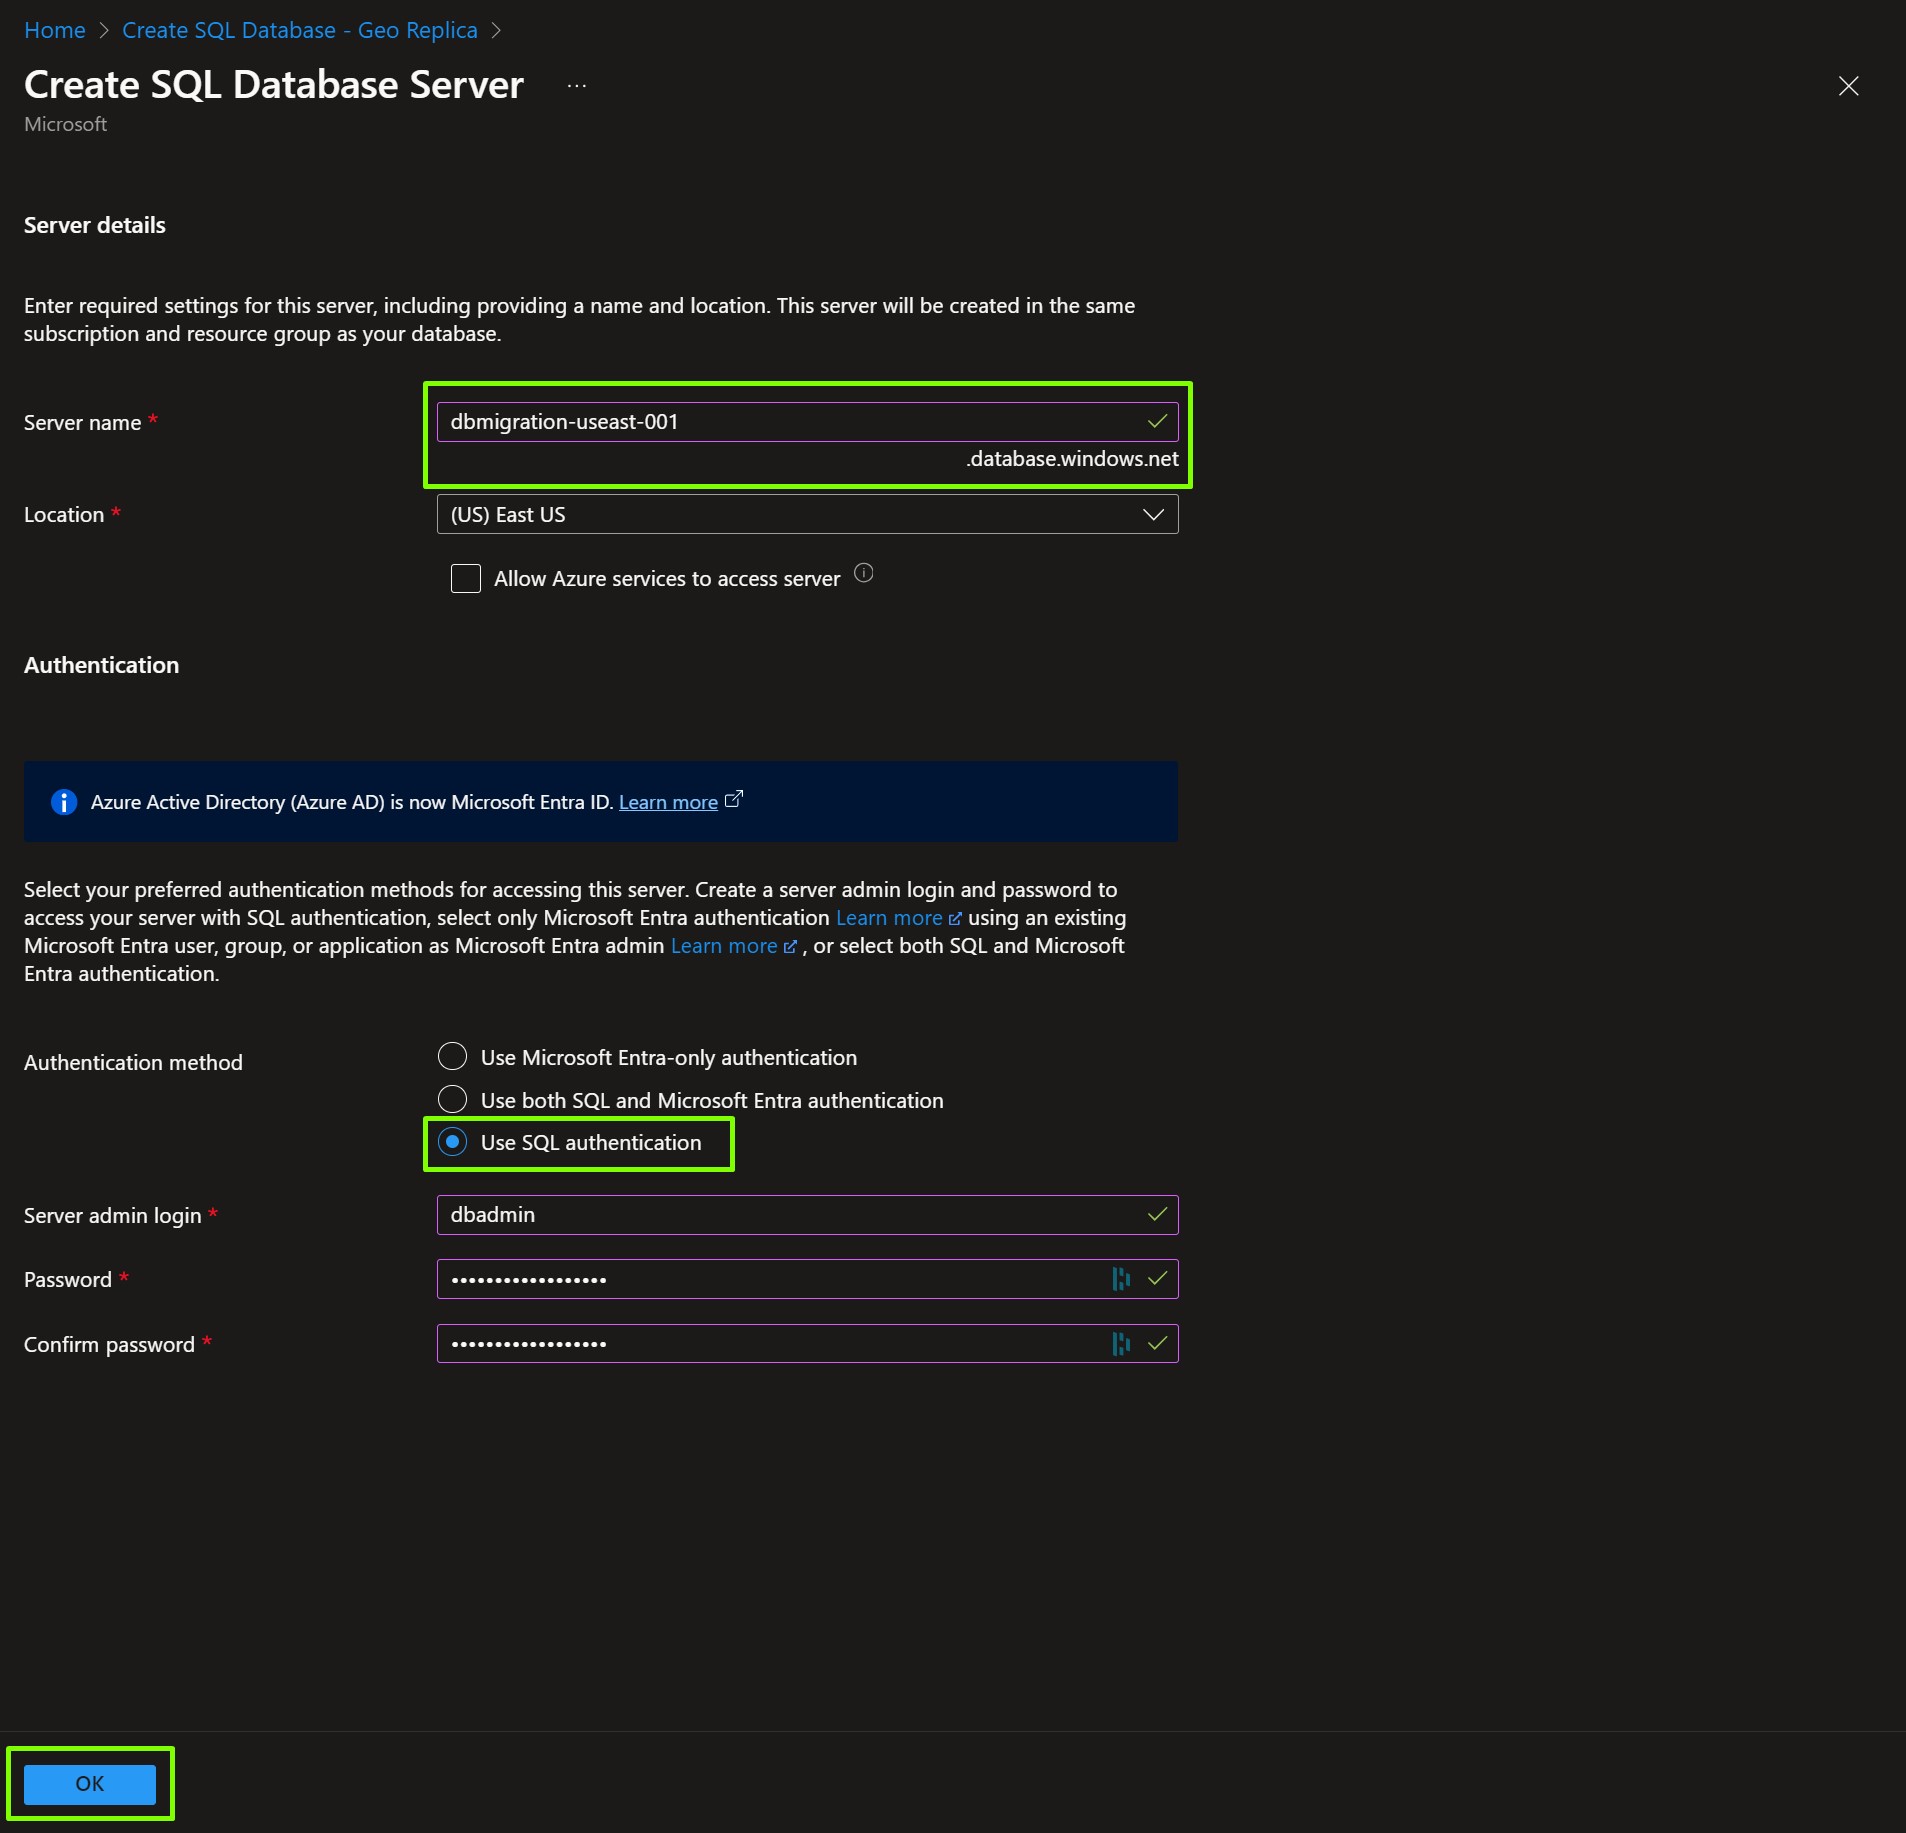 Home > Create SQL Database - Geo Replica >
Create SQL Database Server ...
Microsoft
Server details
Enter required settings for this server, including providing a name and location. This server will be created in the same
subscription and resource group as your database.
Server name *
dbmigration-useast-001
.database.windows.net
Location *
(US) East US
Allow Azure services to access server
Authentication
Azure Active Directory (Azure AD) is now Microsoft Entra ID. Learn more
Select your preferred authentication methods for accessing this server. Create a server admin login and password to
access your server with SQL authentication, select only Microsoft Entra authentication Learn more using an existing
Microsoft Entra user, group, or application as Microsoft Entra admin Learn more , or select both SQL and Microsoft
Entra authentication.
Authentication method
Use Microsoft Entra-only authentication
Use both SQL and Microsoft Entra authentication
Use SQL authentication
Server admin login *
dbadmin
Password *
••••••••••••••••••
Confirm password *
••••••••••••••••••
OK